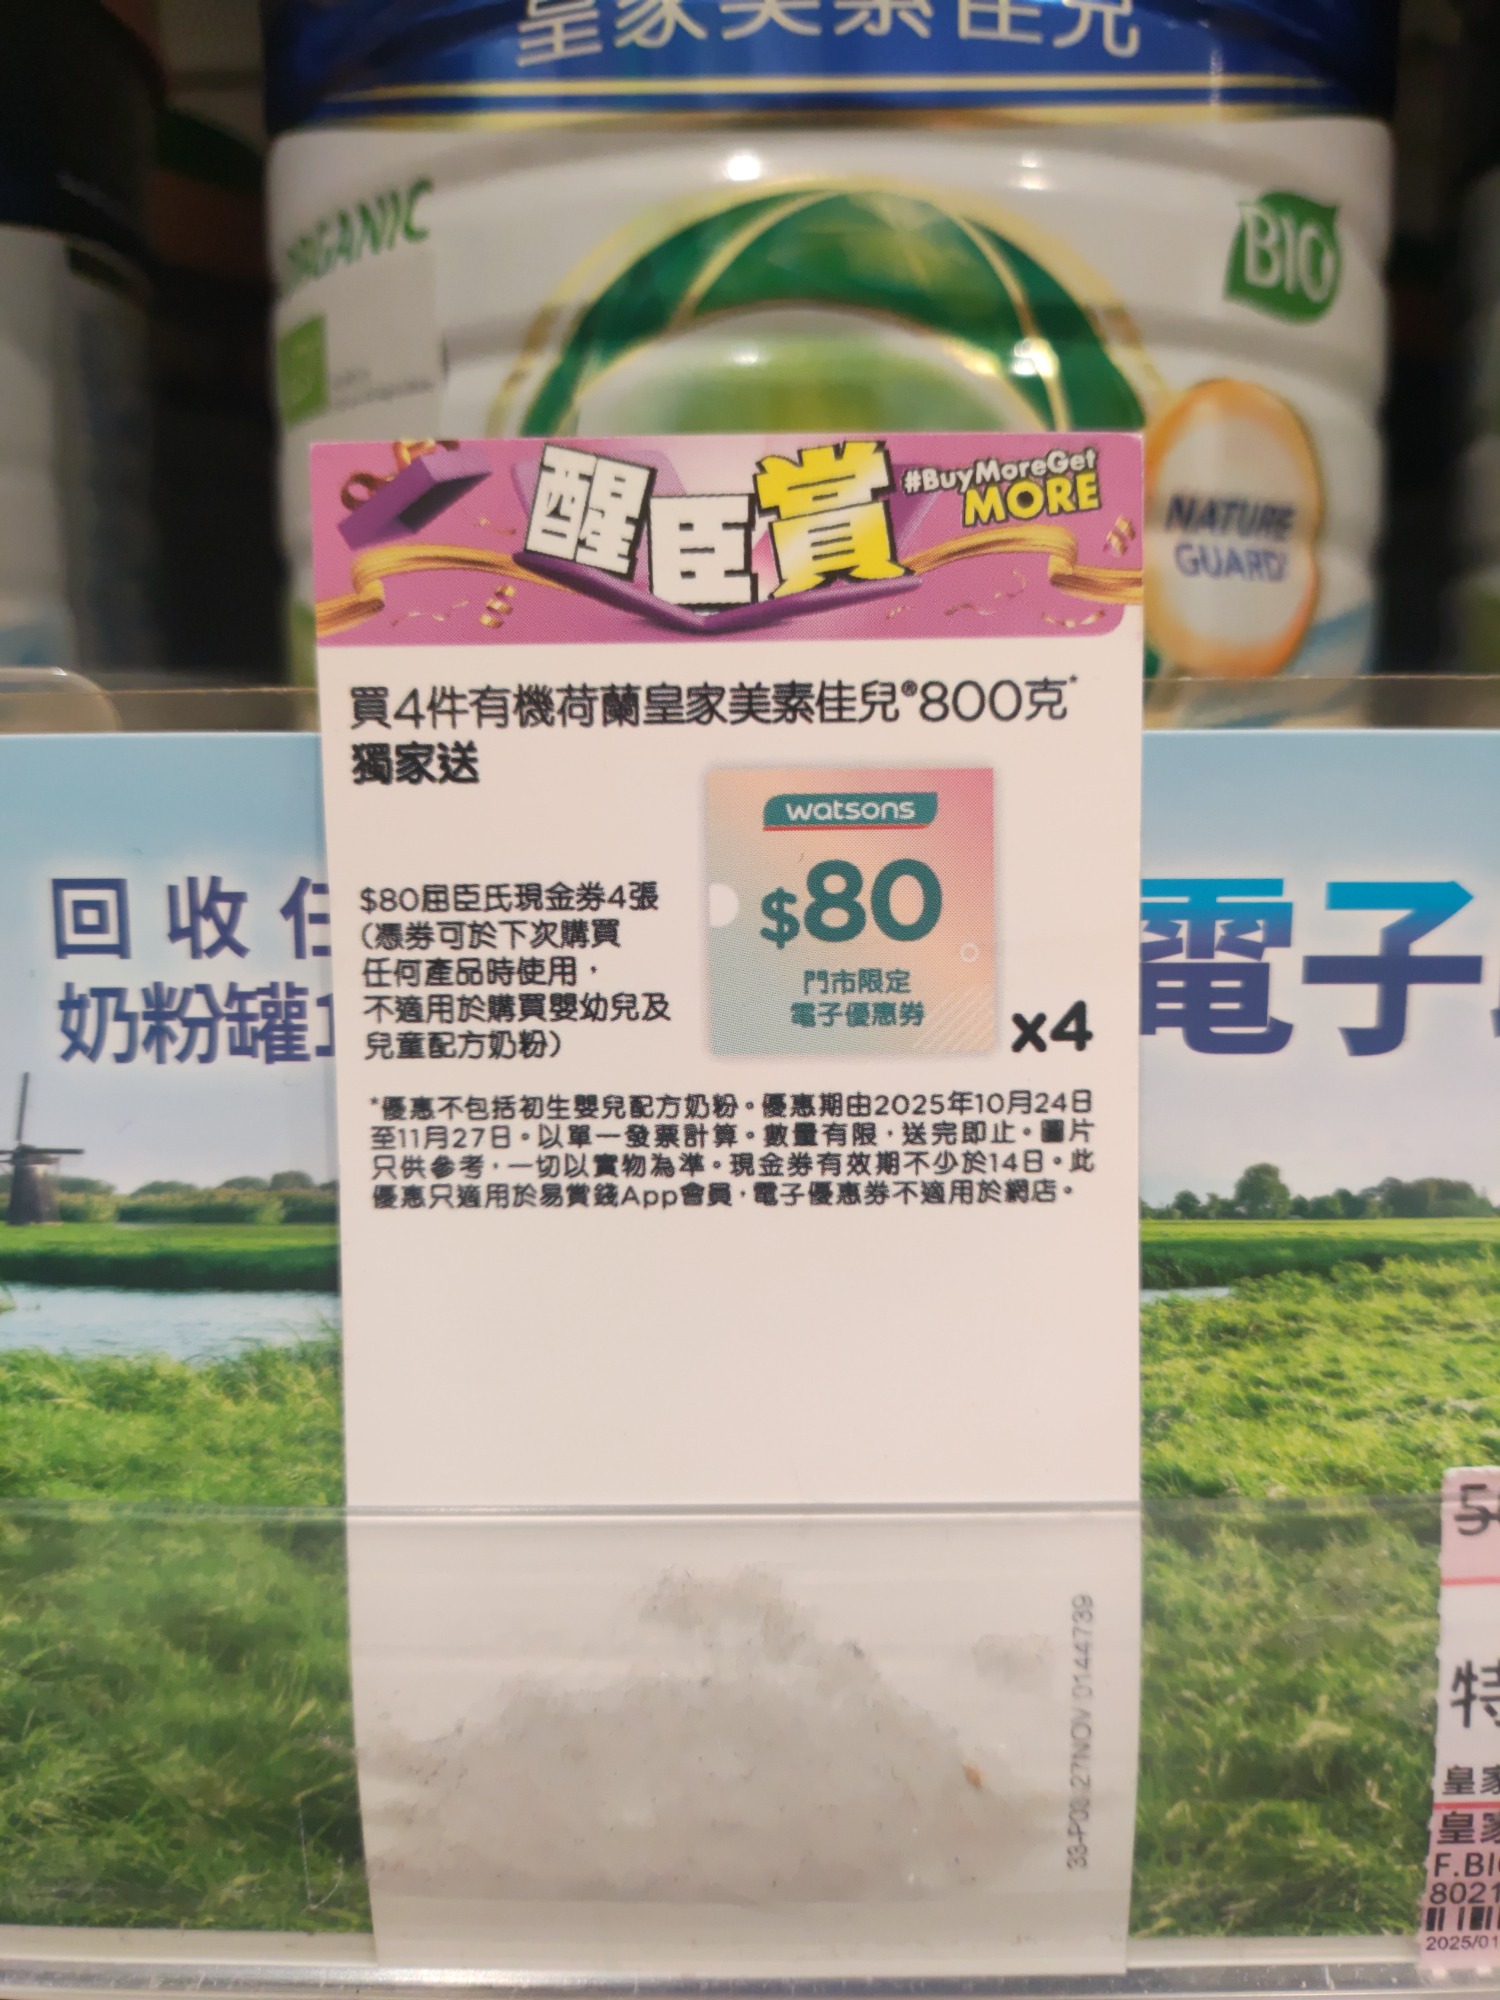 皇家美素佳兒
ORGANIC
BIO
NATURE
GUARD
醒臣賞
#BuyMoreGet
MORE
買4件有機荷蘭皇家美素佳兒®800克*
獨家送
watsons
$80
門市限定
電子優惠券
x4
$80屈臣氏現金券4張
(憑券可於下次購買
任何產品時使用，
不適用於購買嬰幼兒及
兒童配方奶粉)
*優惠不包括初生嬰兒配方奶粉。優惠期由2025年10月24日
至11月27日。以單一發票計算。數量有限，送完即止。圖片
只供參考，一切以實物為準。現金券有效期不少於14日。此
優惠只適用於易賞錢App會員，電子優惠券不適用於網店。
回收任
奶粉罐1
電子
33-P03-27NOV 0144739
特
皇家
皇家
F.BI
8021
2025/01